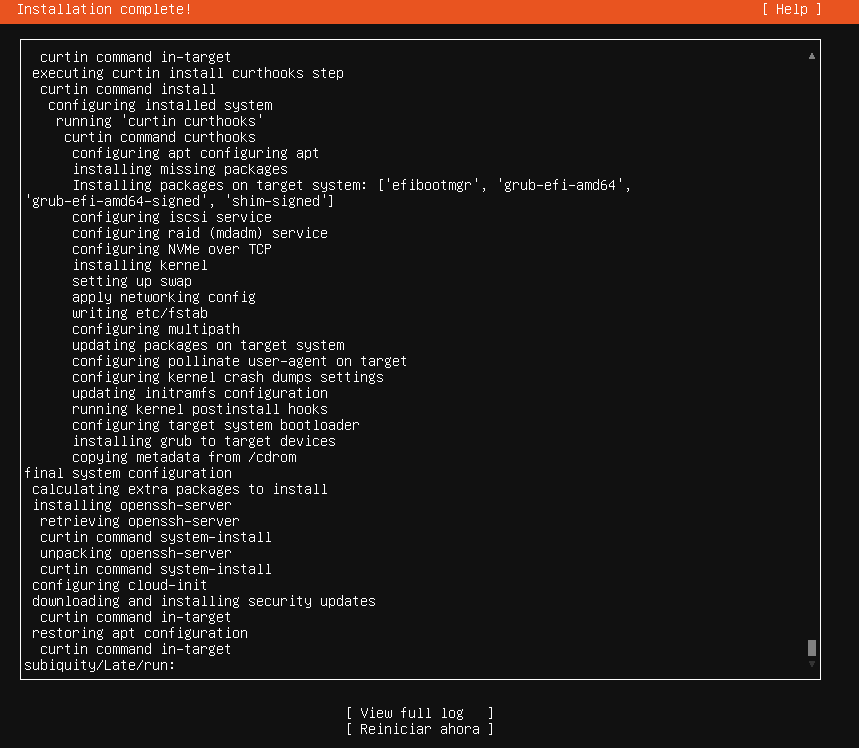 Installation complete! [ Help ]
curtin command in-target
executing curtin install curthooks step
curtin command install
configuring installed system
running 'curtin curthooks'
curtin command curthooks
configuring apt configuring apt
installing missing packages
Installing packages on target system: ['efibootmgr', 'grub-efi-amd64',
'grub-efi-amd64-signed', 'shim-signed']
configuring iscsi service
configuring raid (mdadm) service
configuring NVMe over TCP
installing kernel
setting up swap
apply networking config
writing etc/fstab
configuring multipath
updating packages on target system
configuring pollinate user-agent on target
configuring kernel crash dumps settings
updating initramfs configuration
running kernel postinstall hooks
configuring target system bootloader
installing grub to target devices
copying metadata from /cdrom
final system configuration
calculating extra packages to install
installing openssh-server
retrieving openssh-server
curtin command system-install
unpacking openssh-server
curtin command system-install
configuring cloud-init
downloading and installing security updates
curtin command in-target
restoring apt configuration
curtin command in-target
subiquity/Late/run:
[ View full log ]
[ Reiniciar ahora ]